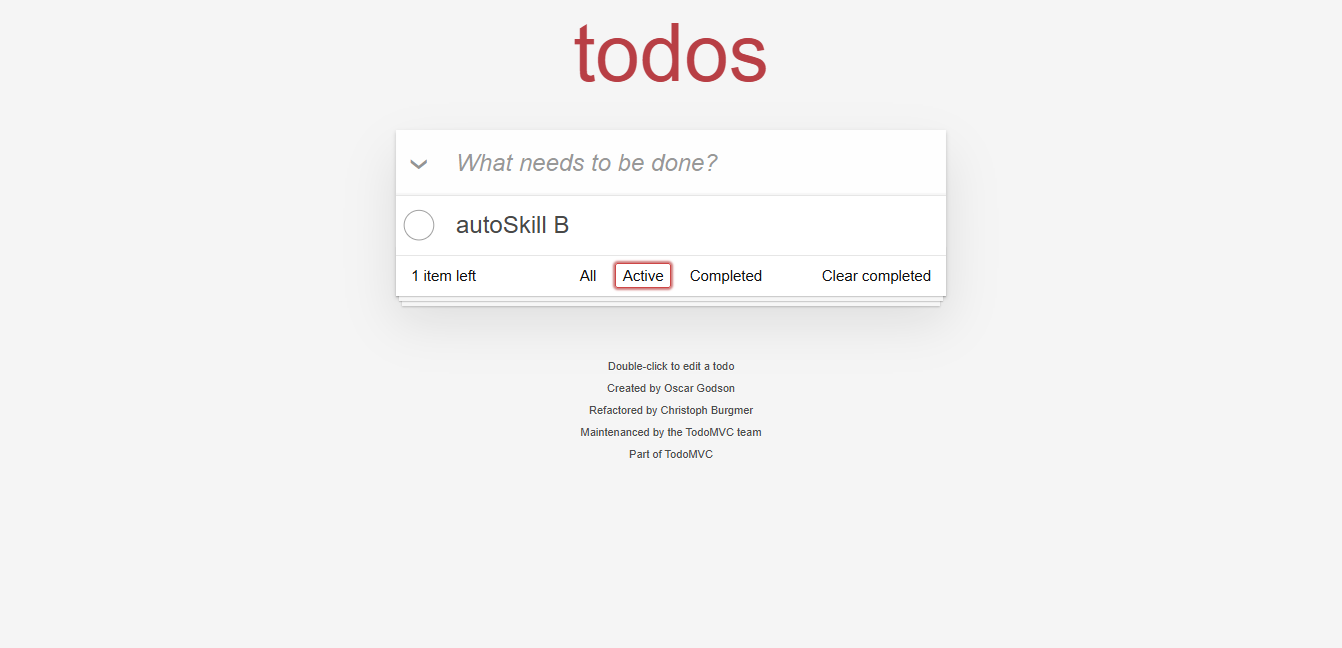 todos
What needs to be done?
autoSkill B
1 item left All Active Completed Clear completed
Double-click to edit a todo
Created by Oscar Godson
Refactored by Christoph Burgmer
Maintenanced by the TodoMVC team
Part of TodoMVC